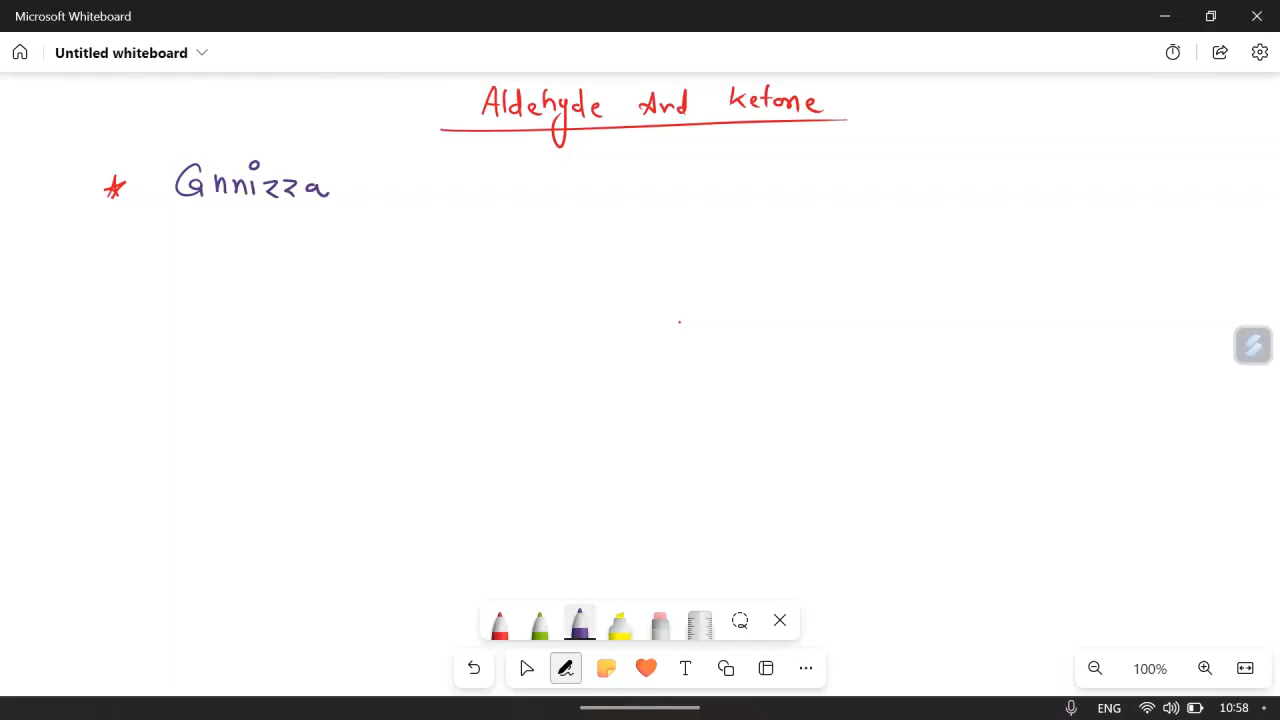 Microsoft Whiteboard
Untitled whiteboard
Aldehyde And Ketone
Cannizza
100%
ENG 10:58